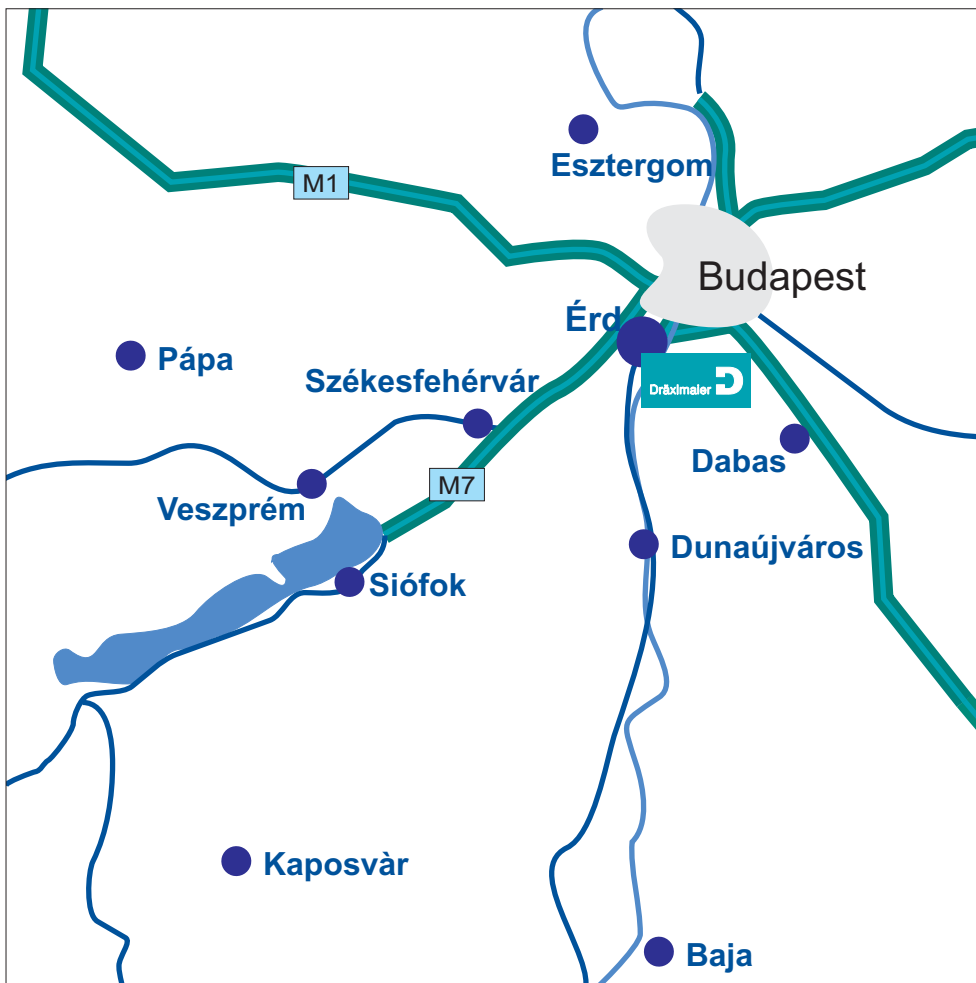 Esztergom
M1
Budapest
Érd
Pápa
Székesfehérvár
Dräxlmaier
Dabas
M7
Veszprém
Dunaújváros
Siófok
Kaposvàr
Baja